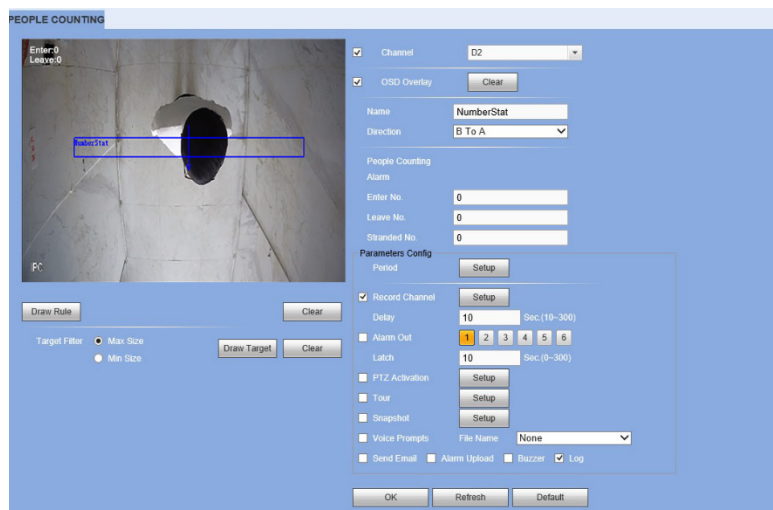 PEOPLE COUNTING
Enter:0
Leave:0
NumberStat
IPC
Draw Rule
Clear
Target Filter
Max Size
Min Size
Draw Target
Clear
Channel
D2
OSD Overlay
Clear
Name
NumberStat
Direction
B To A
People Counting
Alarm
Enter No.
0
Leave No.
0
Stranded No.
0
Parameters Config
Period
Setup
Record Channel
Setup
Delay
10
Sec.(10~300)
Alarm Out
1 2 3 4 5 6
Latch
10
Sec.(0~300)
PTZ Activation
Setup
Tour
Setup
Snapshot
Setup
Voice Prompts
File Name
None
Send Email
Alarm Upload
Buzzer
Log
OK
Refresh
Default